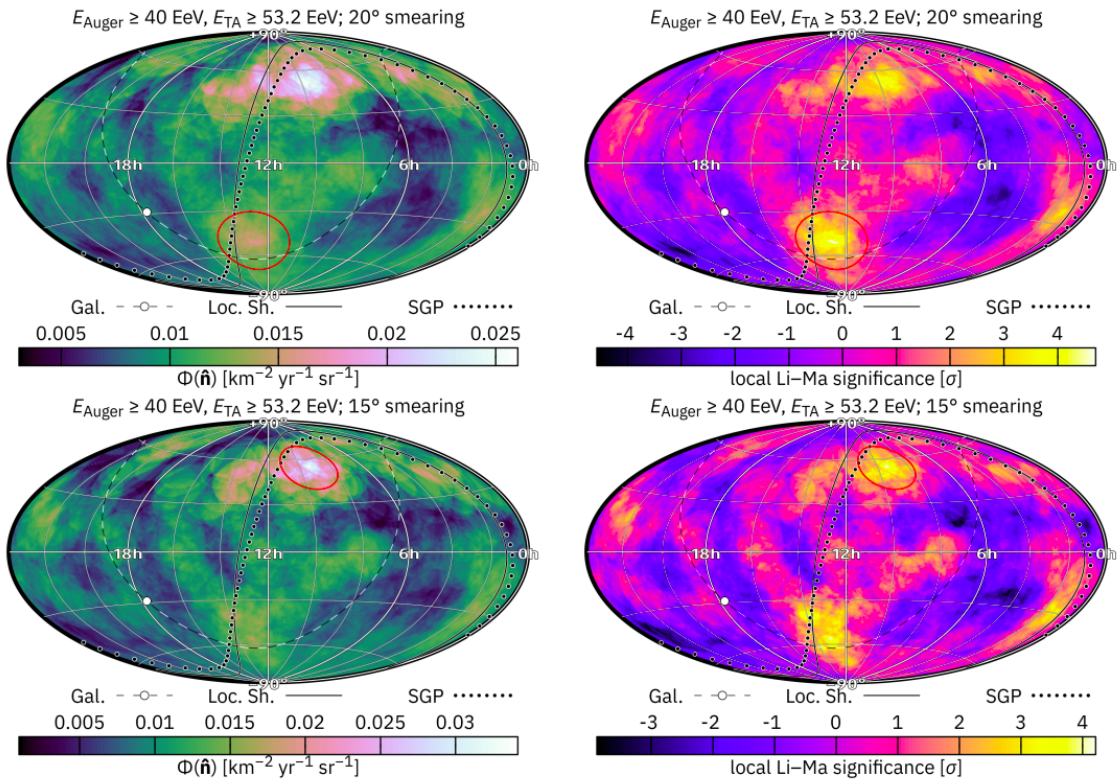 E_Auger ≥ 40 EeV, E_TA ≥ 53.2 EeV; 20° smearing
+90°
18h 12h 6h 0h
−90°
Gal. Loc. Sh. SGP
0.005 0.01 0.015 0.02 0.025
Φ(n̂) [km⁻² yr⁻¹ sr⁻¹]
E_Auger ≥ 40 EeV, E_TA ≥ 53.2 EeV; 20° smearing
+90°
18h 12h 6h 0h
−90°
Gal. Loc. Sh. SGP
-4 -3 -2 -1 0 1 2 3 4
local Li–Ma significance [σ]
E_Auger ≥ 40 EeV, E_TA ≥ 53.2 EeV; 15° smearing
+90°
18h 12h 6h 0h
−90°
Gal. Loc. Sh. SGP
0.005 0.01 0.015 0.02 0.025 0.03
Φ(n̂) [km⁻² yr⁻¹ sr⁻¹]
E_Auger ≥ 40 EeV, E_TA ≥ 53.2 EeV; 15° smearing
+90°
18h 12h 6h 0h
−90°
Gal. Loc. Sh. SGP
-3 -2 -1 0 1 2 3 4
local Li–Ma significance [σ]